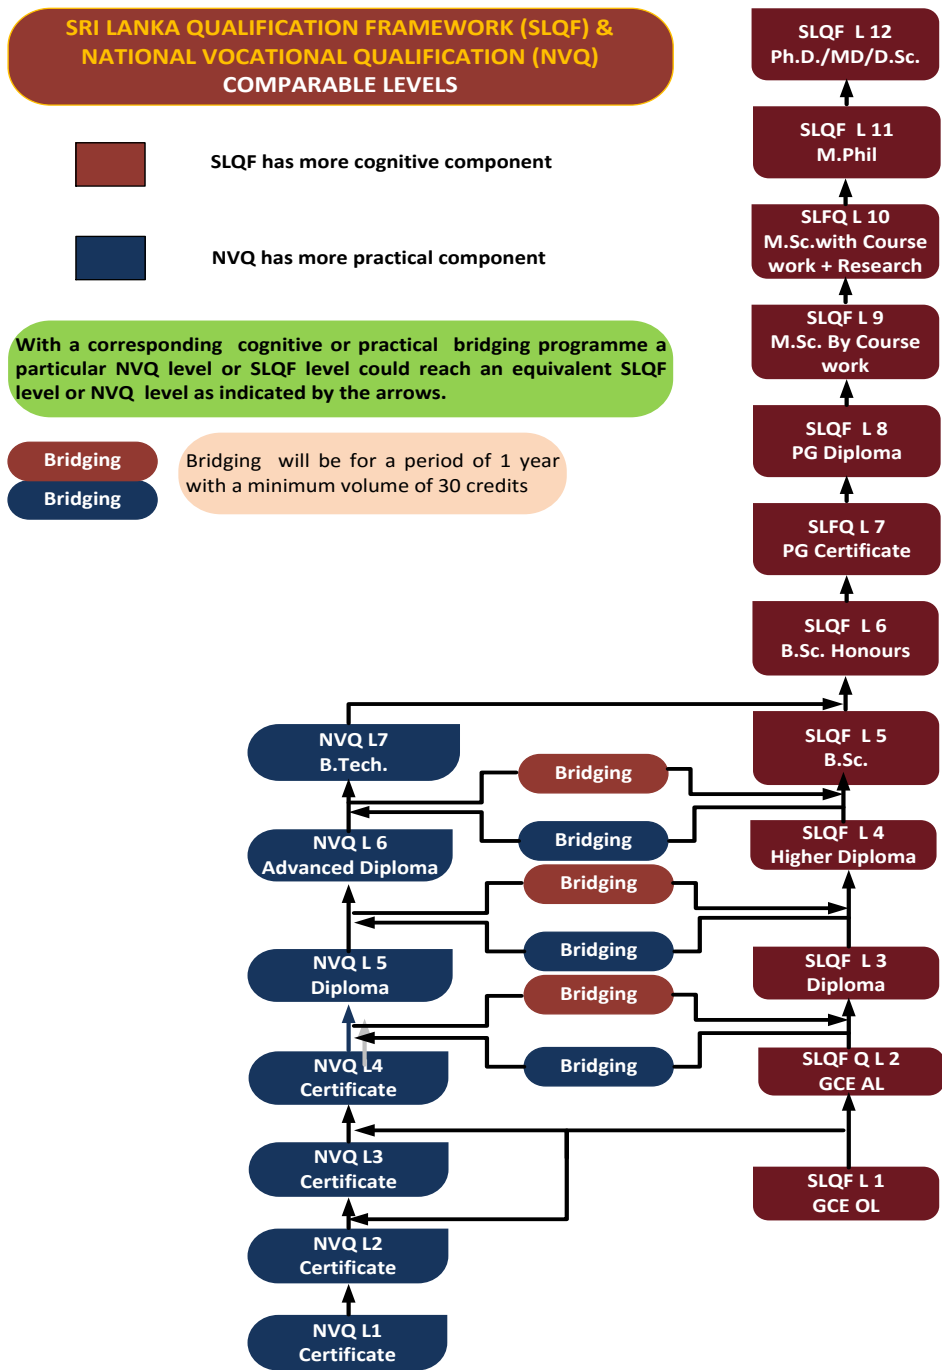 SRI LANKA QUALIFICATION FRAMEWORK (SLQF) &
NATIONAL VOCATIONAL QUALIFICATION (NVQ)
COMPARABLE LEVELS
SLQF has more cognitive component
NVQ has more practical component
With a corresponding cognitive or practical bridging programme a
particular NVQ level or SLQF level could reach an equivalent SLQF
level or NVQ level as indicated by the arrows.
Bridging
Bridging
Bridging will be for a period of 1 year
with a minimum volume of 30 credits
SLQF L 12
Ph.D./MD/D.Sc.
SLQF L 11
M.Phil
SLFQ L 10
M.Sc.with Course
work + Research
SLQF L 9
M.Sc. By Course
work
SLQF L 8
PG Diploma
SLFQ L 7
PG Certificate
SLQF L 6
B.Sc. Honours
NVQ L7
B.Tech.
SLQF L 5
B.Sc.
Bridging
Bridging
NVQ L 6
Advanced Diploma
SLQF L 4
Higher Diploma
Bridging
Bridging
NVQ L 5
Diploma
SLQF L 3
Diploma
Bridging
Bridging
NVQ L4
Certificate
SLQF Q L 2
GCE AL
NVQ L3
Certificate
SLQF L 1
GCE OL
NVQ L2
Certificate
NVQ L1
Certificate